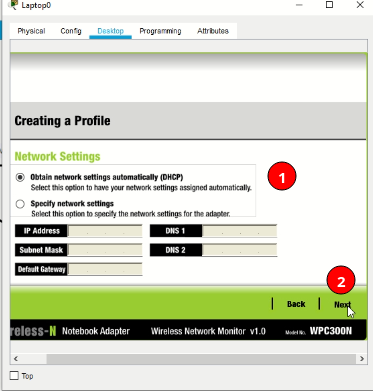 Laptop0
Physical Config Desktop Programming Attributes
Creating a Profile
Network Settings
Obtain network settings automatically (DHCP)
Select this option to have your network settings assigned automatically.
1
Specify network settings
Select this option to specify the network settings for the adapter.
IP Address DNS 1
Subnet Mask DNS 2
Default Gateway
2
Back Next
reless-N Notebook Adapter Wireless Network Monitor v1.0 Model No. WPC300N
Top